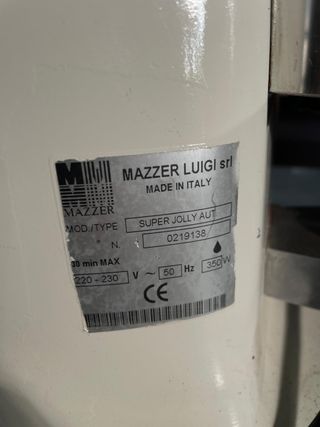 MAZZER LUIGI srl
MADE IN ITALY
MAZZER
MOD./TYPE SUPER JOLLY AUT
N. 0219138
30 min MAX
220 - 230 V ~ 50 Hz 350 W
CE